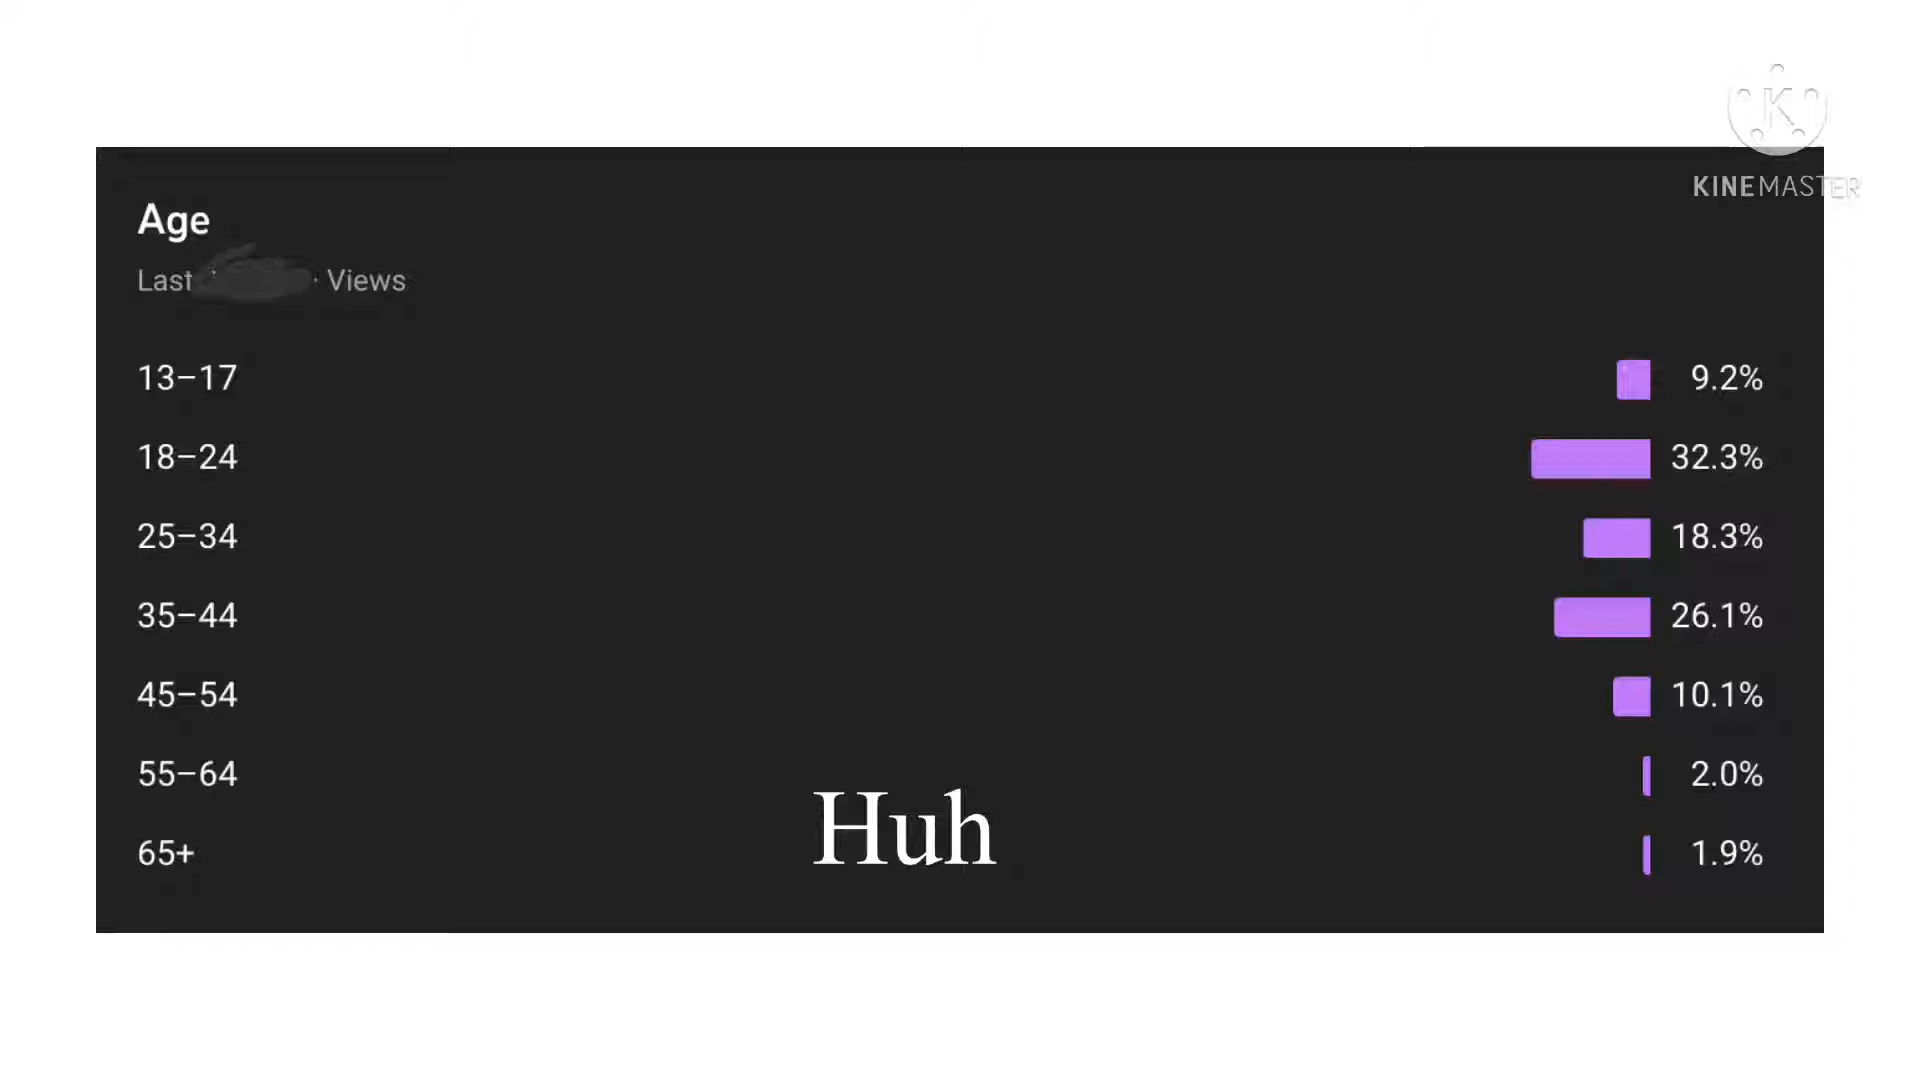 K
KINEMASTER
Age
Last · Views
13–17 9.2%
18–24 32.3%
25–34 18.3%
35–44 26.1%
45–54 10.1%
55–64 2.0%
65+ 1.9%
Huh